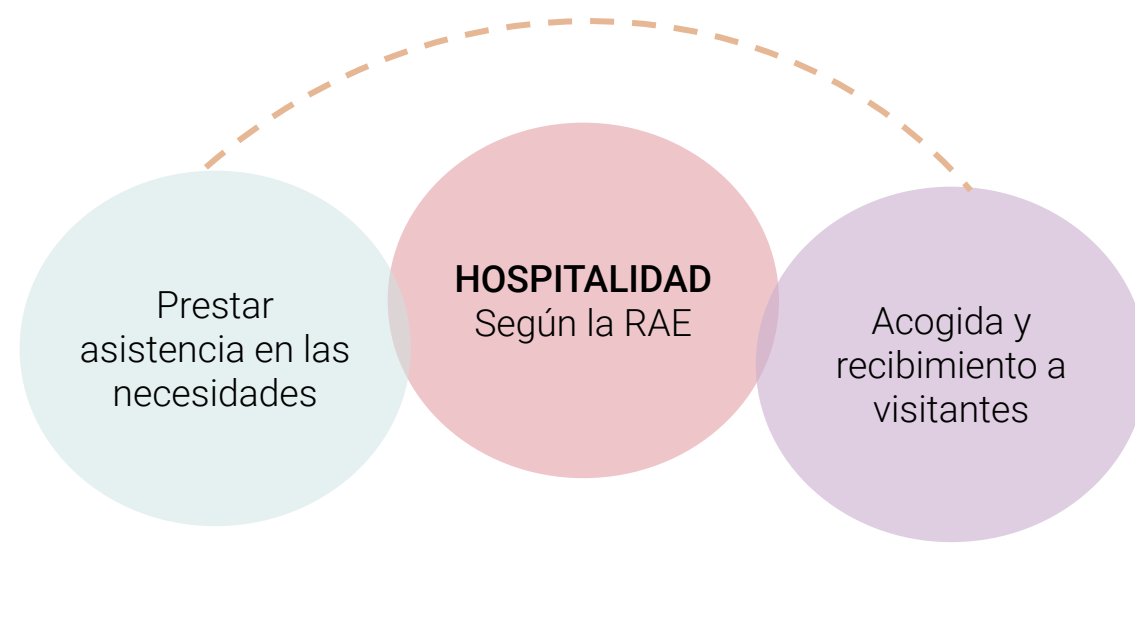 Prestar
asistencia en las
necesidades
HOSPITALIDAD
Según la RAE
Acogida y
recibimiento a
visitantes